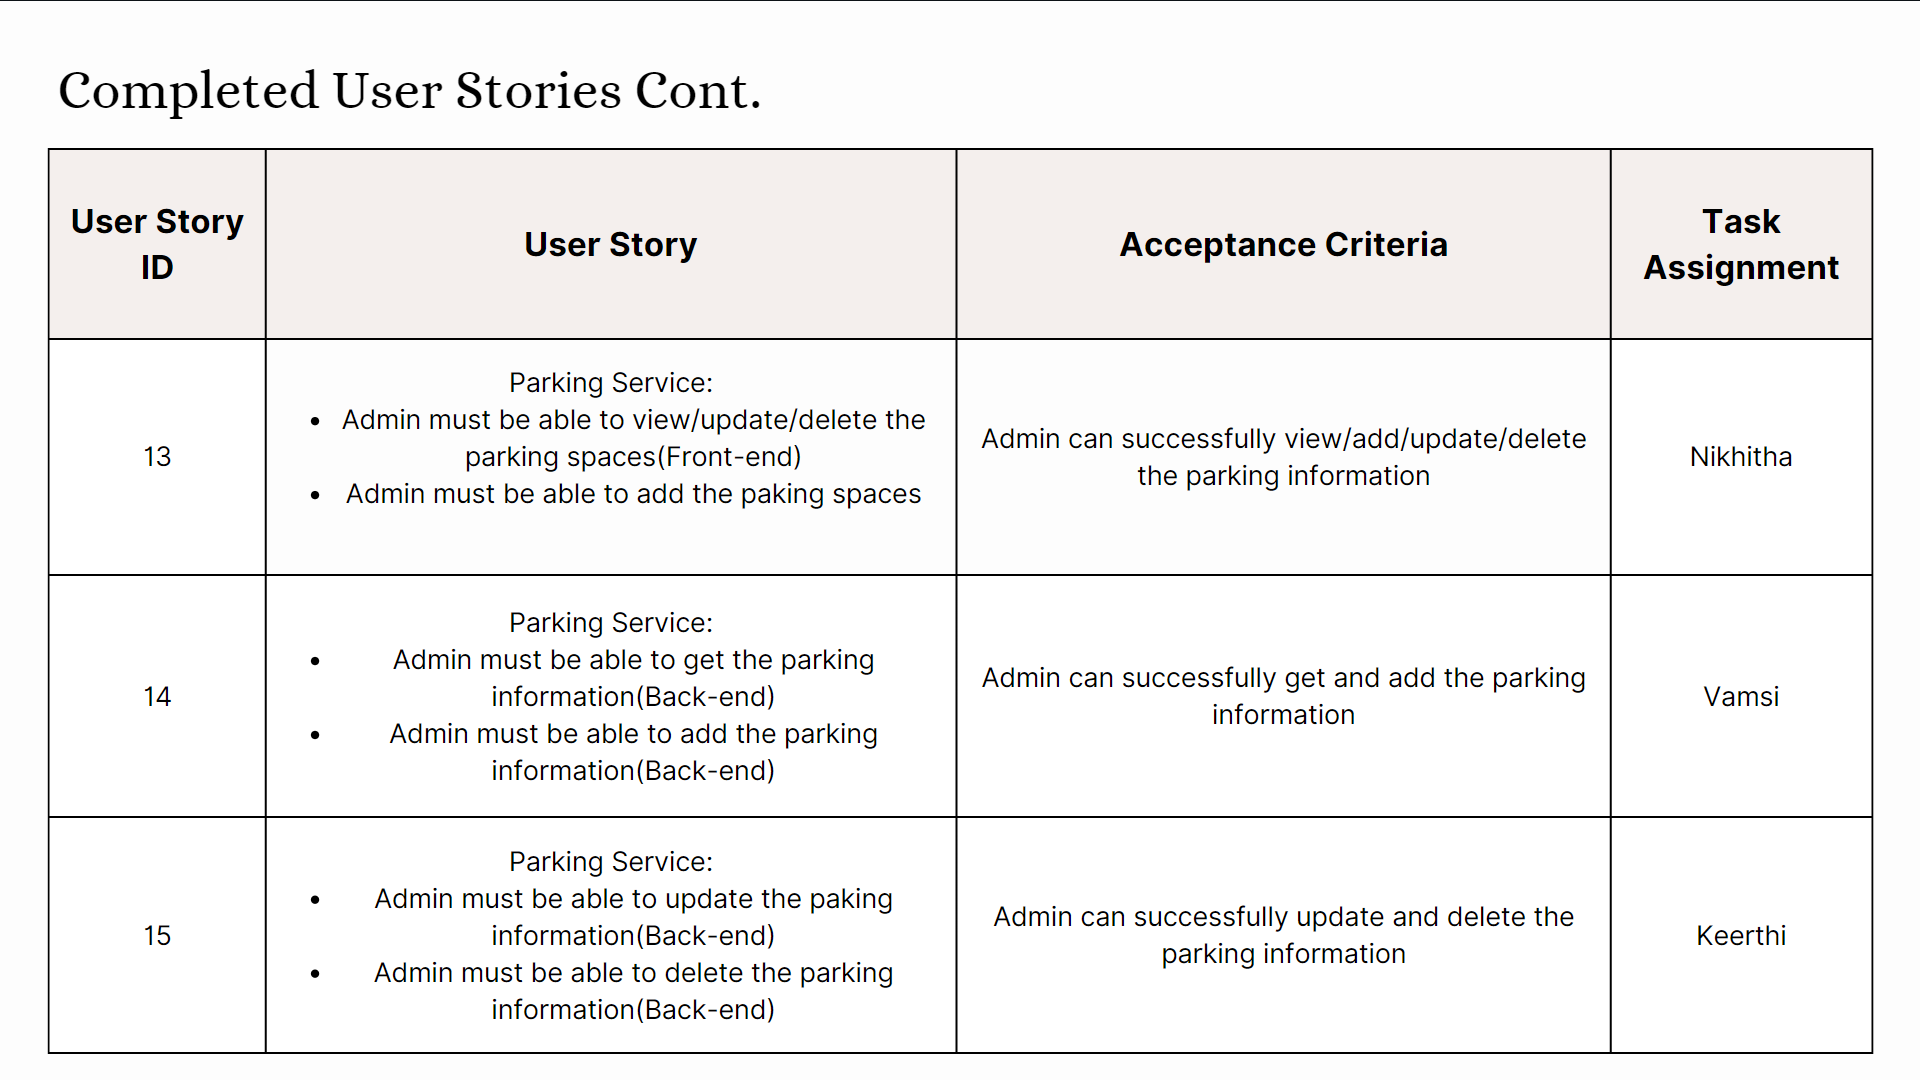 Completed User Stories Cont.
User Story
ID
User Story
Acceptance Criteria
Task
Assignment
13
Parking Service:
• Admin must be able to view/update/delete the
parking spaces(Front-end)
• Admin must be able to add the paking spaces
Admin can successfully view/add/update/delete
the parking information
Nikhitha
14
Parking Service:
• Admin must be able to get the parking
information(Back-end)
• Admin must be able to add the parking
information(Back-end)
Admin can successfully get and add the parking
information
Vamsi
15
Parking Service:
• Admin must be able to update the paking
information(Back-end)
• Admin must be able to delete the parking
information(Back-end)
Admin can successfully update and delete the
parking information
Keerthi